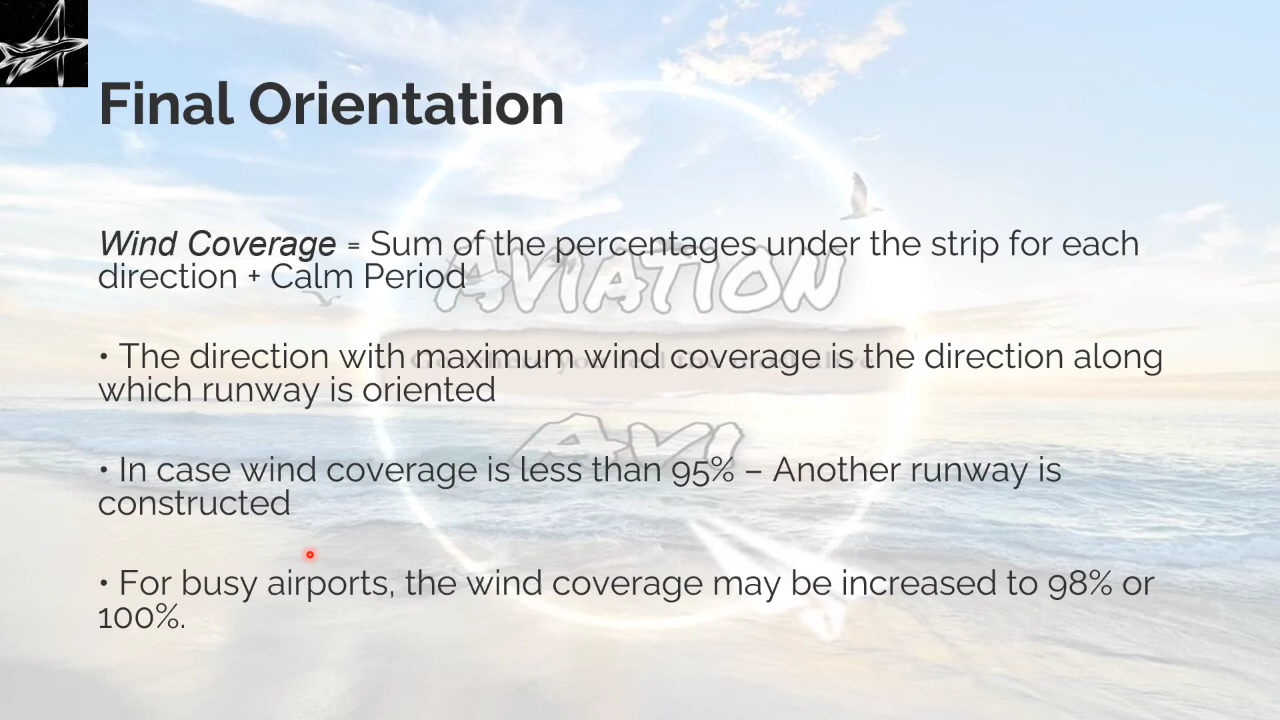 Final Orientation
Wind Coverage = Sum of the percentages under the strip for each
direction + Calm Period
AVIATION
• The direction with maximum wind coverage is the direction along
which runway is oriented
AVI
• In case wind coverage is less than 95% – Another runway is
constructed
• For busy airports, the wind coverage may be increased to 98% or
100%.